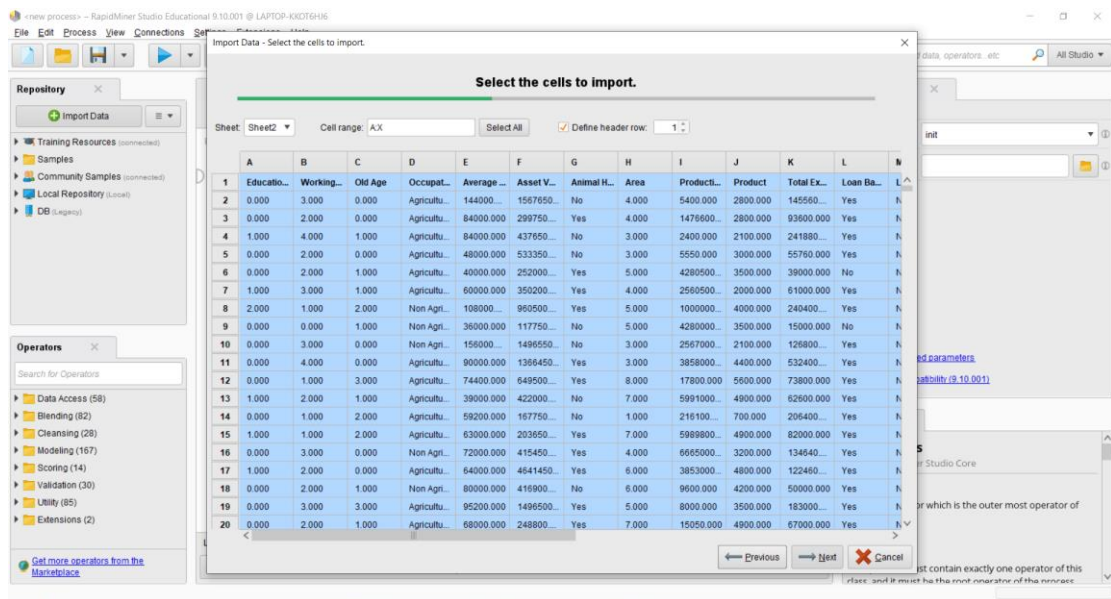 <new process> – RapidMiner Studio Educational 9.10.001 @ LAPTOP-KKOT6HJ6
File Edit Process View Connections
Import Data - Select the cells to import.
Select the cells to import.
Sheet: Sheet2 Cell range: A:X Select All Define header row: 1
Repository
Import Data
Training Resources (connected)
Samples
Community Samples (connected)
Local Repository (Local)
DB (Legacy)
Operators
Search for Operators
Data Access (58)
Blending (82)
Cleansing (28)
Modeling (167)
Scoring (14)
Validation (30)
Utility (85)
Extensions (2)
Get more operators from the
Marketplace
A B C D E F G H I J K L M
1 Educatio... Working... Old Age Occupat... Average ... Asset V... Animal H... Area Producti... Product Total Ex... Loan Ba...
2 0.000 3.000 0.000 Agricultu... 144000.... 1567650... No 4.000 5400.000 2800.000 145560.... Yes
3 0.000 2.000 0.000 Agricultu... 84000.000 299750.... Yes 4.000 1476600... 2800.000 93600.000 Yes
4 1.000 4.000 1.000 Agricultu... 84000.000 437650.... No 3.000 2400.000 2100.000 241880.... Yes
5 0.000 2.000 0.000 Agricultu... 48000.000 533350.... No 3.000 5550.000 3000.000 55760.000 Yes
6 0.000 2.000 1.000 Agricultu... 40000.000 252000.... Yes 5.000 4280500... 3500.000 39000.000 No
7 1.000 3.000 1.000 Agricultu... 60000.000 350200.... Yes 4.000 2560500... 2000.000 61000.000 Yes
8 2.000 1.000 2.000 Non Agri... 108000.... 960500.... Yes 5.000 1000000... 4000.000 240400.... Yes
9 0.000 0.000 1.000 Non Agri... 36000.000 117750.... No 5.000 4280000... 3500.000 15000.000 No
10 0.000 3.000 0.000 Non Agri... 156000.... 1496550... No 3.000 2567000... 2100.000 126800.... Yes
11 0.000 4.000 0.000 Agricultu... 90000.000 1366450... Yes 3.000 3858000... 4400.000 532400.... Yes
12 0.000 1.000 3.000 Agricultu... 74400.000 649500.... Yes 8.000 17800.000 5600.000 73800.000 Yes
13 1.000 2.000 1.000 Agricultu... 39000.000 422000.... No 7.000 5991000... 4900.000 62600.000 Yes
14 0.000 1.000 2.000 Agricultu... 59200.000 167750.... No 1.000 216100.... 700.000 206400.... Yes
15 1.000 1.000 2.000 Agricultu... 63000.000 203650.... Yes 7.000 5989800... 4900.000 82000.000 Yes
16 0.000 3.000 0.000 Non Agri... 72000.000 415450.... Yes 4.000 6665000... 3200.000 134640.... Yes
17 1.000 2.000 0.000 Agricultu... 64000.000 4641450... Yes 6.000 3853000... 4800.000 122460.... Yes
18 0.000 2.000 1.000 Non Agri... 80000.000 416900.... No 6.000 9600.000 4200.000 50000.000 Yes
19 0.000 3.000 3.000 Agricultu... 95200.000 1496500... Yes 5.000 8000.000 3500.000 183000.... Yes
20 0.000 2.000 1.000 Agricultu... 68000.000 248800.... Yes 7.000 15050.000 4900.000 67000.000 Yes
Previous Next Cancel
data, operators...etc All Studio
init
parameters
(9.10.001)
Studio Core
which is the outer most operator of
contain exactly one operator of this
class, and it must be the root operator of the process